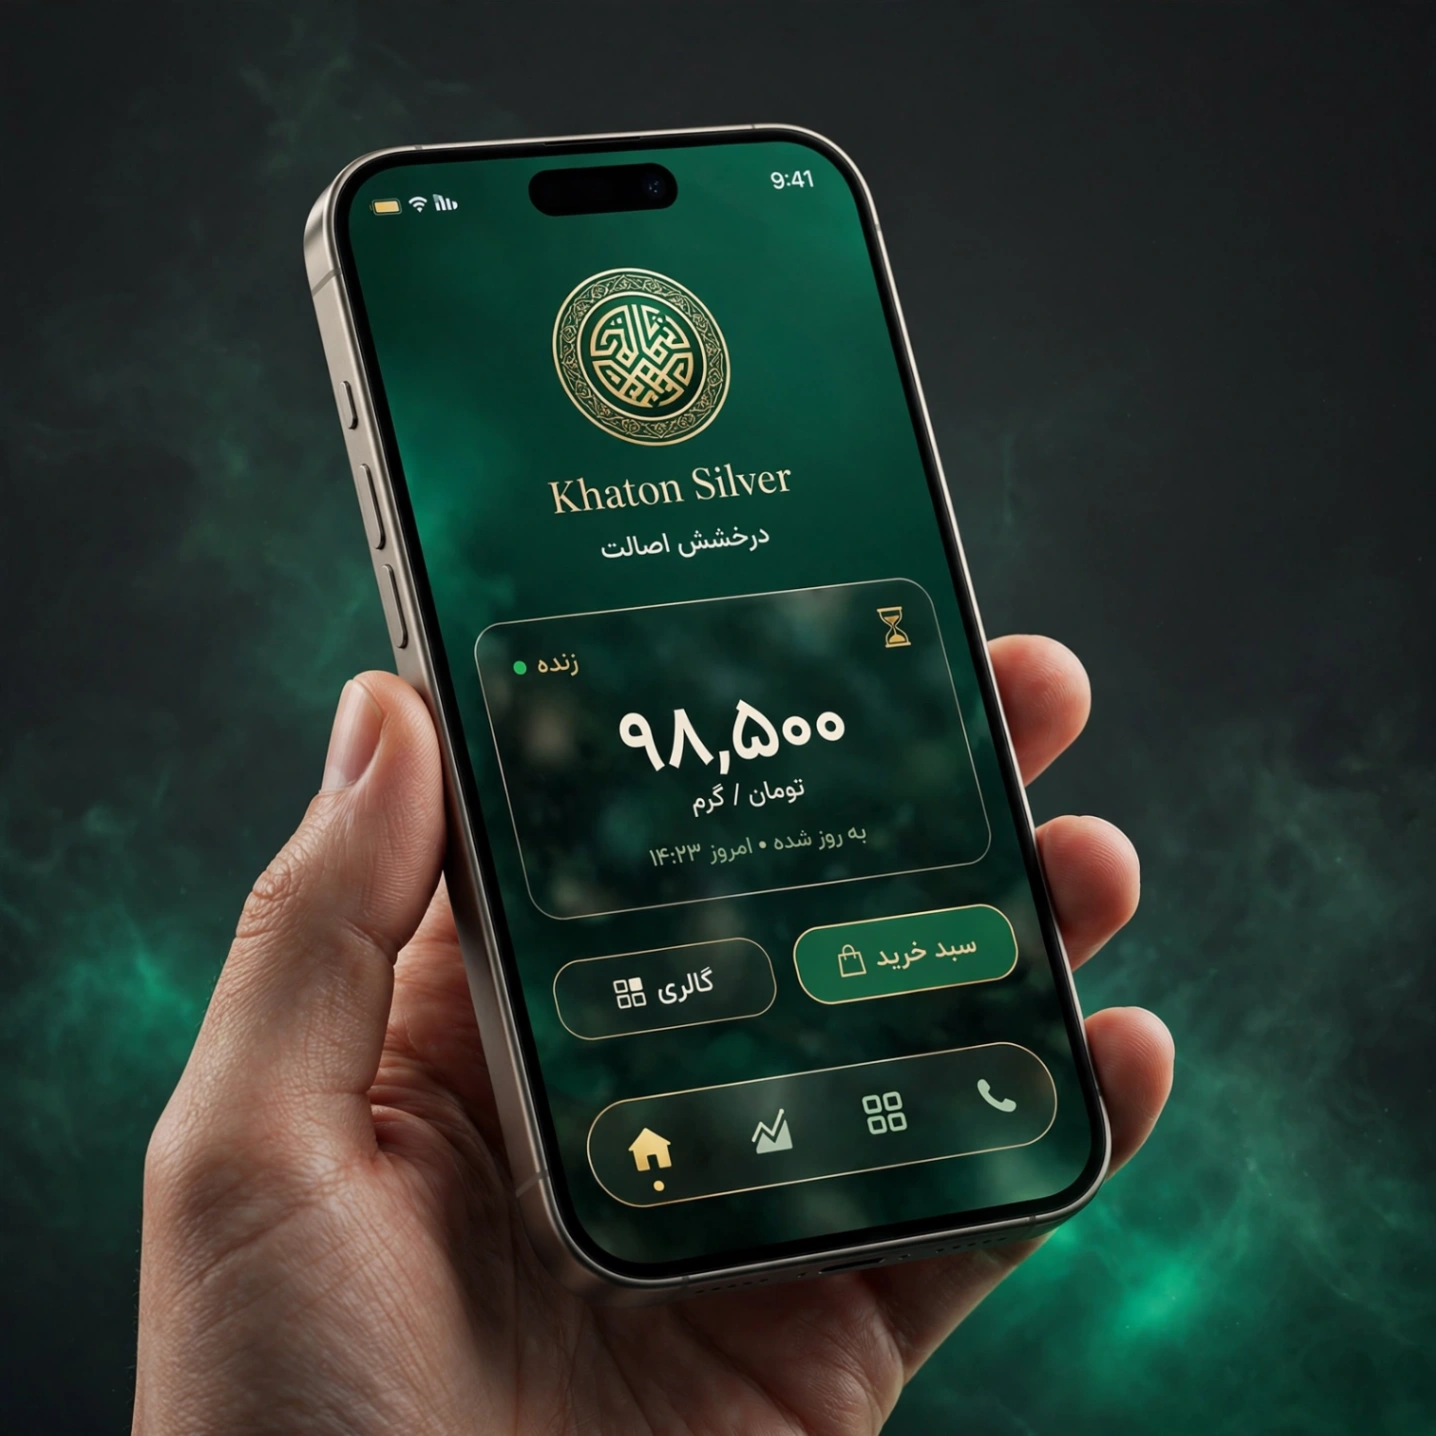 9:41
Khaton Silver
درخشش اصالت
زنده
۹۸,۵۰۰
تومان / گرم
به روز شده • امروز ۱۴:۲۳
سبد خرید
گالری